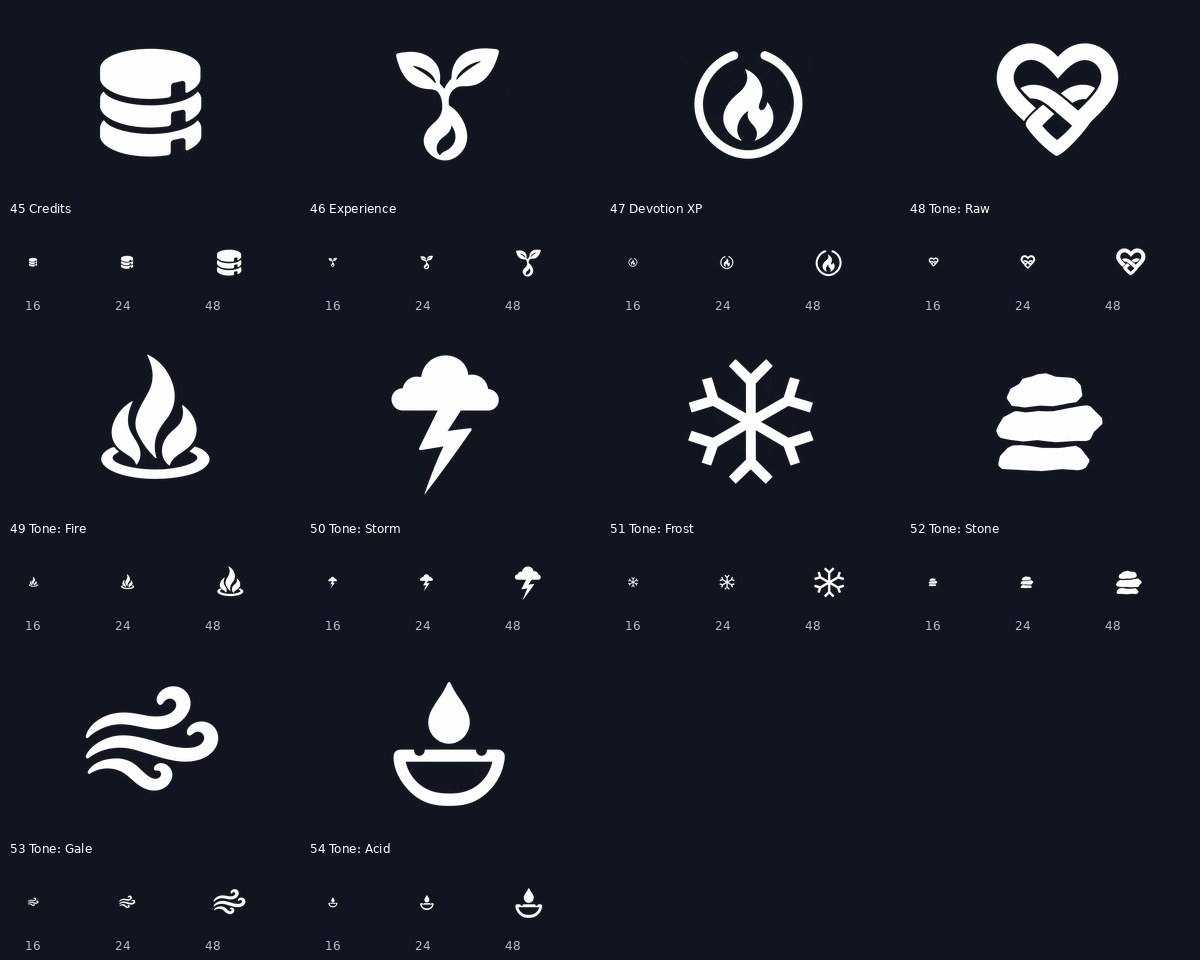 45 Credits
46 Experience
47 Devotion XP
48 Tone: Raw
16 24 48
16 24 48
16 24 48
16 24 48
49 Tone: Fire
50 Tone: Storm
51 Tone: Frost
52 Tone: Stone
16 24 48
16 24 48
16 24 48
16 24 48
53 Tone: Gale
54 Tone: Acid
16 24 48
16 24 48